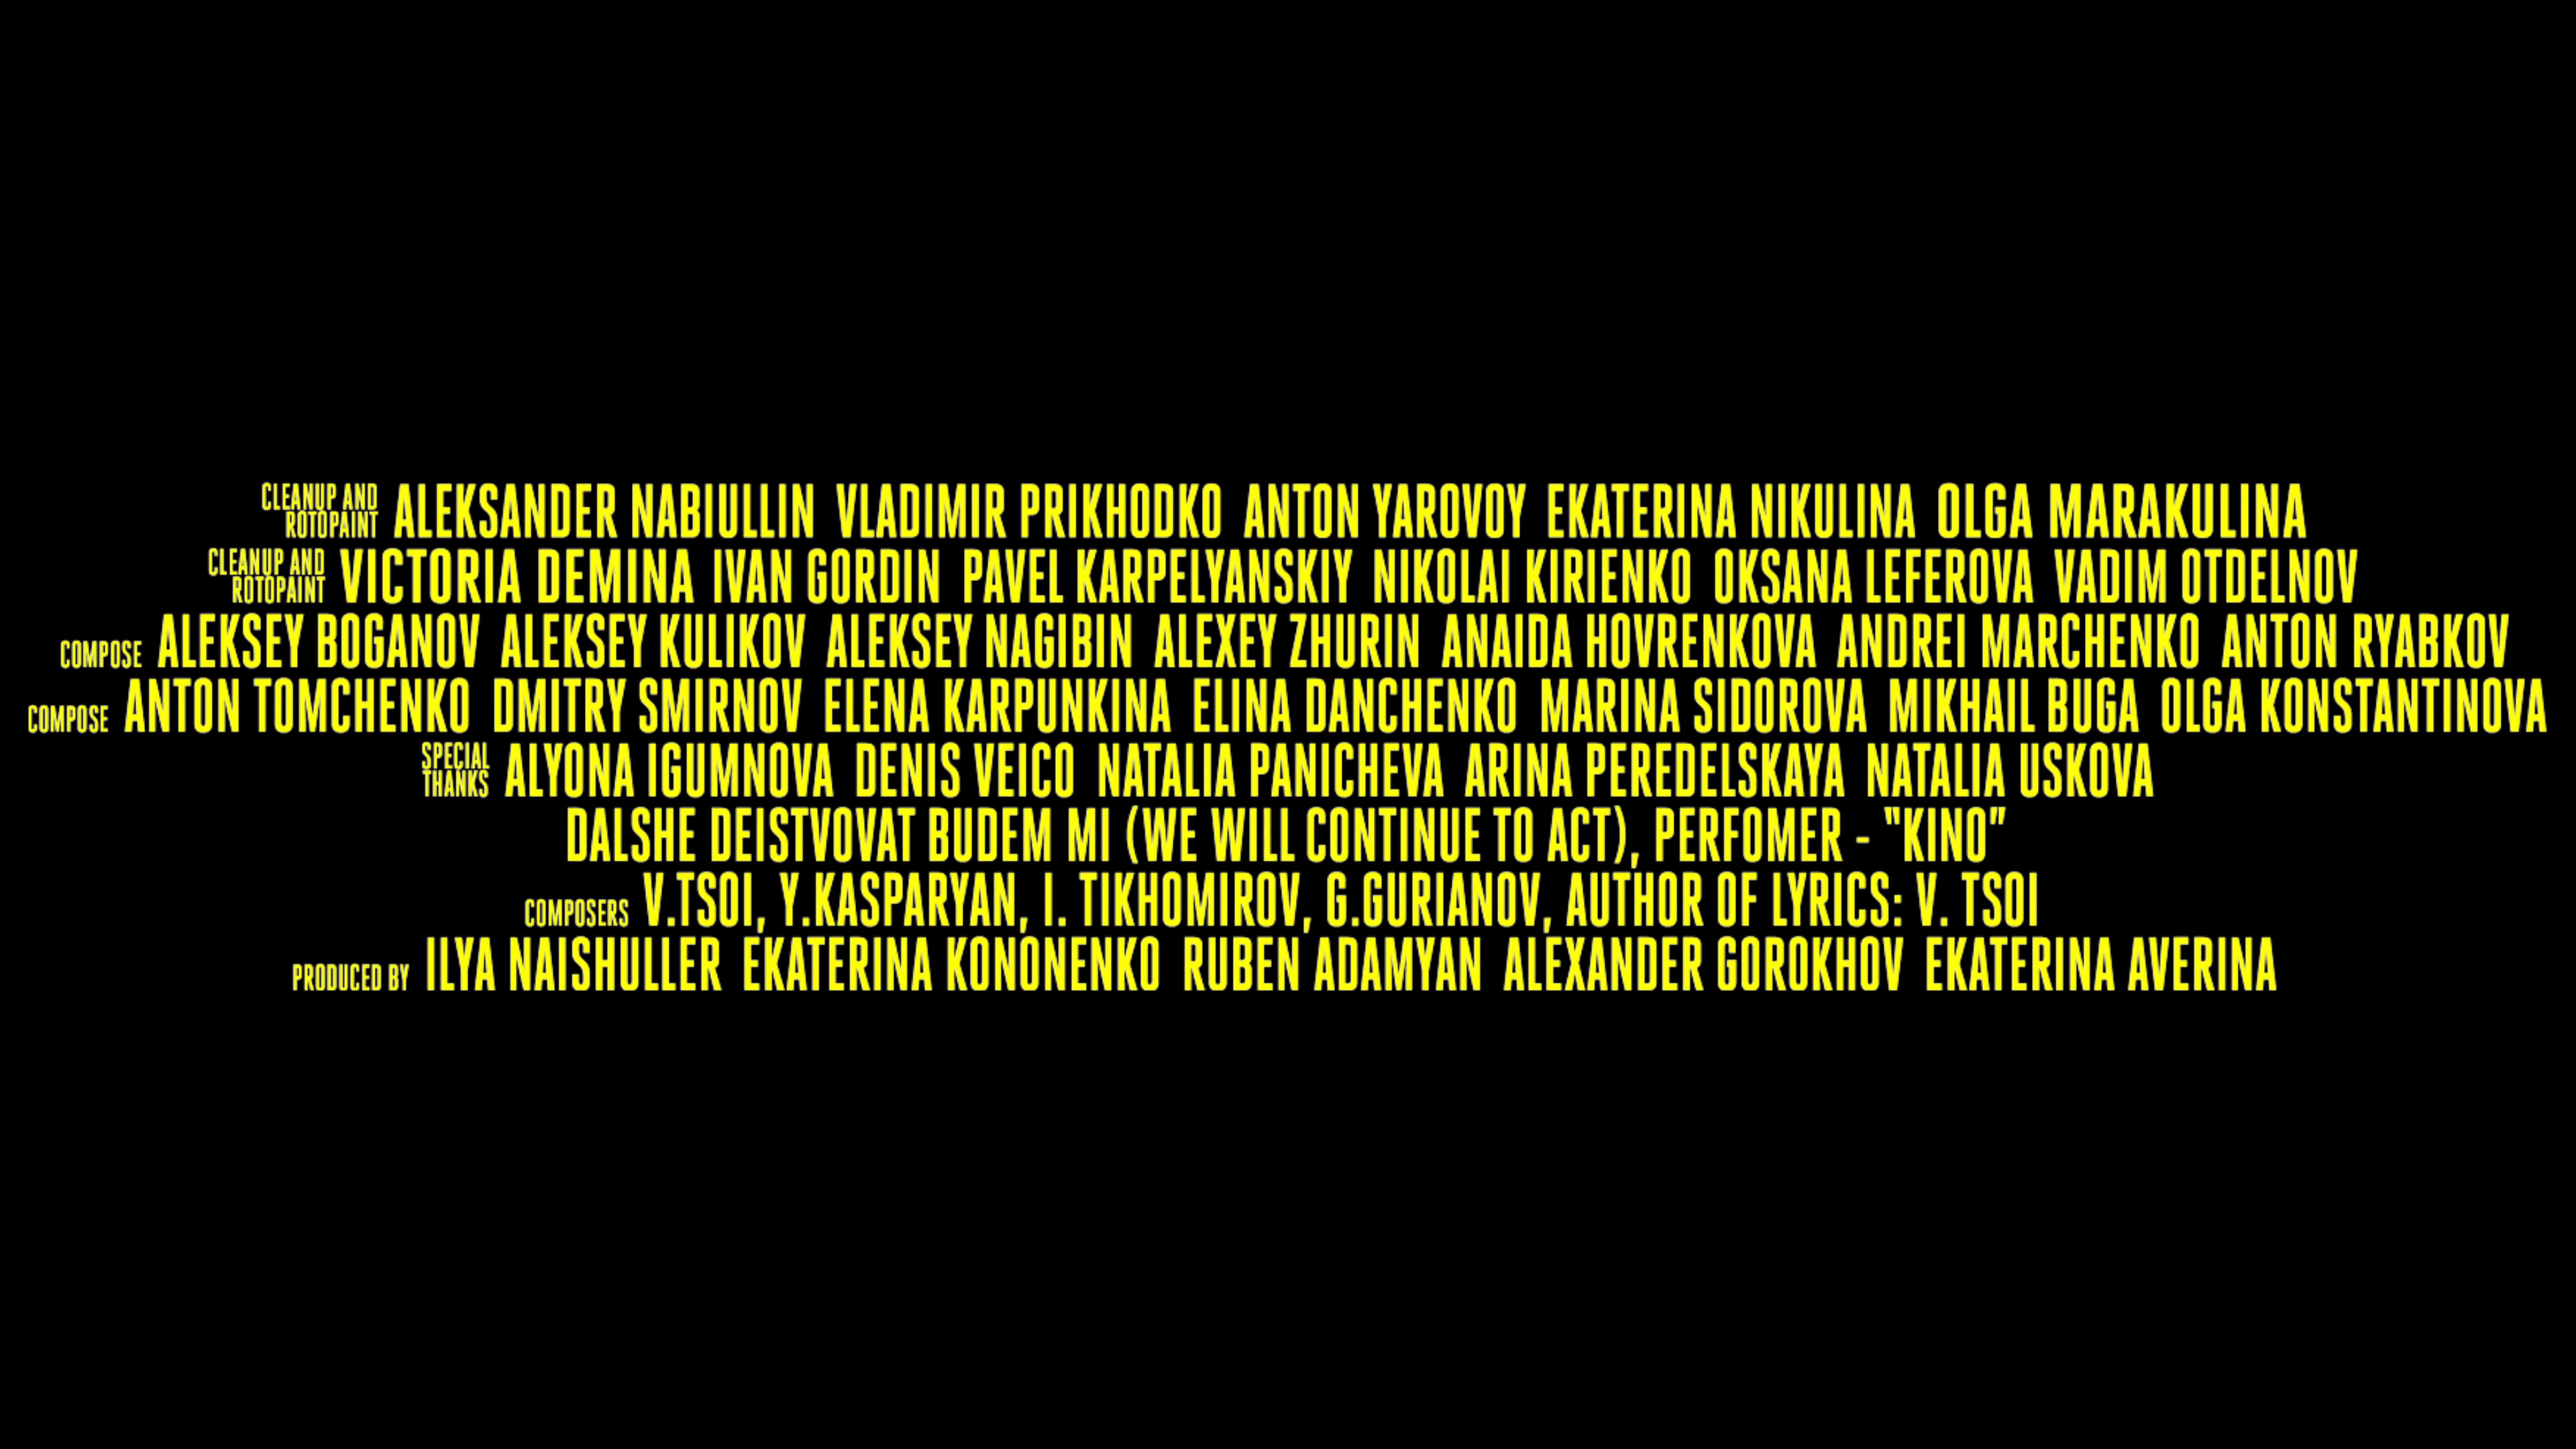 CLEANUP AND ROTOPAINT ALEKSANDER NABIULLIN VLADIMIR PRIKHODKO ANTON YAROVOY EKATERINA NIKULINA OLGA MARAKULINA
CLEANUP AND ROTOPAINT VICTORIA DEMINA IVAN GORDIN PAVEL KARPELYANSKIY NIKOLAI KIRIENKO OKSANA LEFEROVA VADIM OTDELNOV
COMPOSE ALEKSEY BOGANOV ALEKSEY KULIKOV ALEKSEY NAGIBIN ALEXEY ZHURIN ANAIDA HOVRENKOVA ANDREI MARCHENKO ANTON RYABKOV
COMPOSE ANTON TOMCHENKO DMITRY SMIRNOV ELENA KARPUNKINA ELINA DANCHENKO MARINA SIDOROVA MIKHAIL BUGA OLGA KONSTANTINOVA
SPECIAL THANKS ALYONA IGUMNOVA DENIS VEICO NATALIA PANICHEVA ARINA PEREDELSKAYA NATALIA USKOVA
DALSHE DEISTVOVAT BUDEM MI (WE WILL CONTINUE TO ACT), PERFOMER - "KINO"
COMPOSERS V.TSOI, Y.KASPARYAN, I. TIKHOMIROV, G.GURIANOV, AUTHOR OF LYRICS: V. TSOI
PRODUCED BY ILYA NAISHULLER EKATERINA KONONENKO RUBEN ADAMYAN ALEXANDER GOROKHOV EKATERINA AVERINA